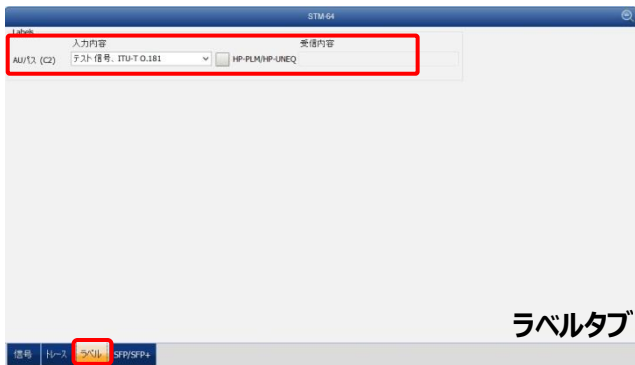 STM-64
Labels
入力内容 受信内容
AU/パス (C2) テスト信号、ITU-T O.181 HP-PLM/HP-UNEQ
ラベルタブ
信号 トレース ラベル SFP/SFP+